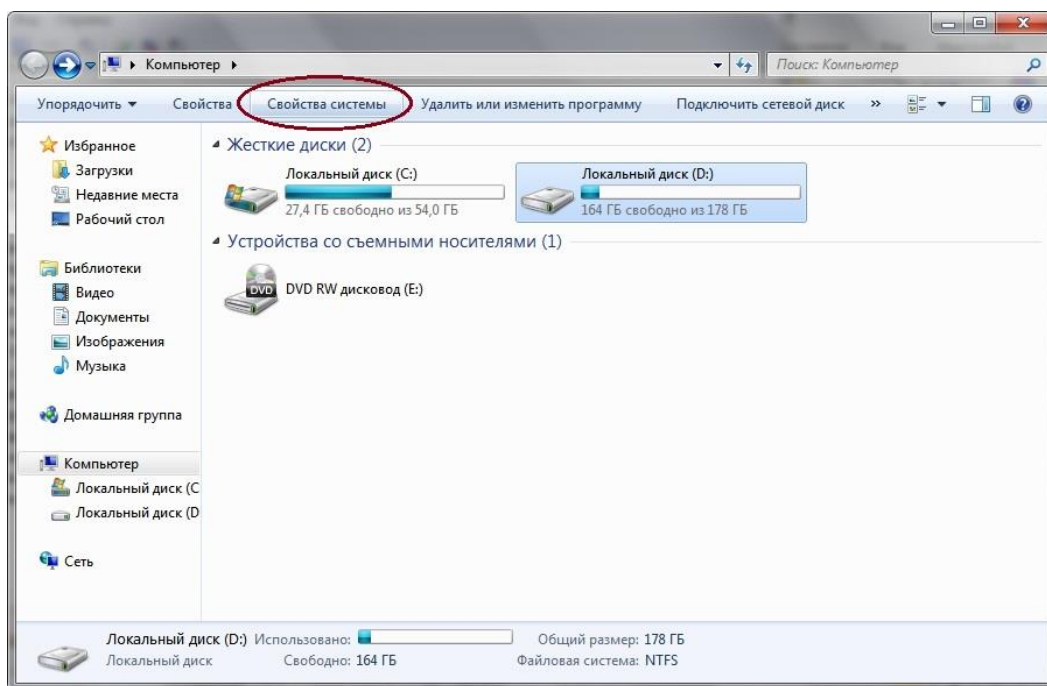 Компьютер
Поиск: Компьютер
Упорядочить Свойства Свойства системы Удалить или изменить программу Подключить сетевой диск »
Избранное
Загрузки
Недавние места
Рабочий стол
Библиотеки
Видео
Документы
Изображения
Музыка
Домашняя группа
Компьютер
Локальный диск (C
Локальный диск (D
Сеть
Жесткие диски (2)
Локальный диск (C:)
27,4 ГБ свободно из 54,0 ГБ
Локальный диск (D:)
164 ГБ свободно из 178 ГБ
Устройства со съемными носителями (1)
DVD
DVD RW дисковод (E:)
Локальный диск (D:) Использовано: Общий размер: 178 ГБ
Локальный диск Свободно: 164 ГБ Файловая система: NTFS